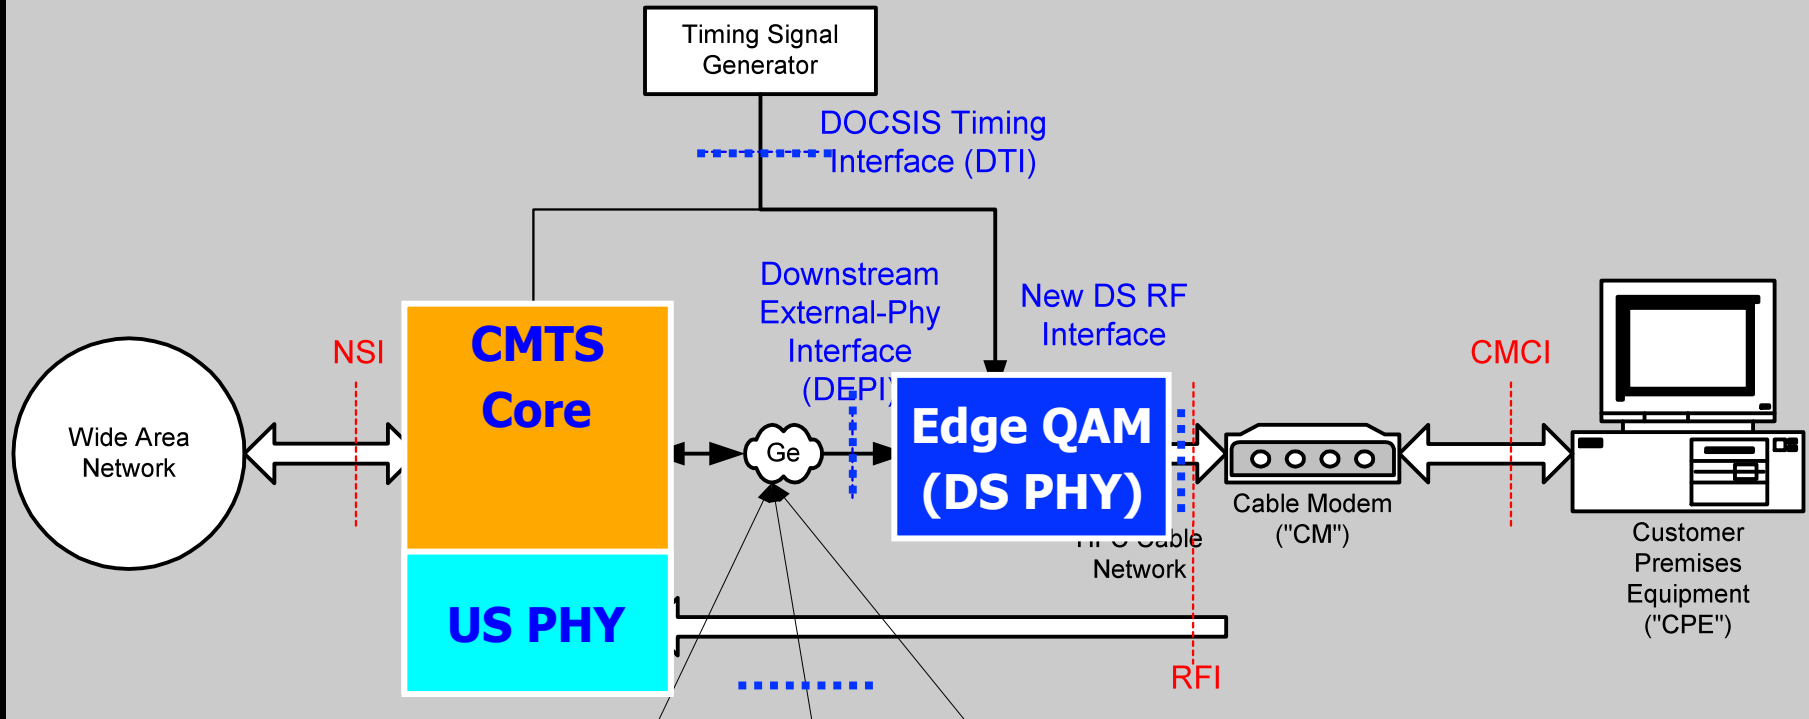 Timing Signal
Generator
DOCSIS Timing
Interface (DTI)
Downstream
External-Phy
Interface
(DEPI)
New DS RF
Interface
NSI
CMTS
Core
CMCI
Wide Area
Network
Ge
Edge QAM
(DS PHY)
Cable Modem
("CM")
Cable
Network
Customer
Premises
Equipment
("CPE")
US PHY
RFI